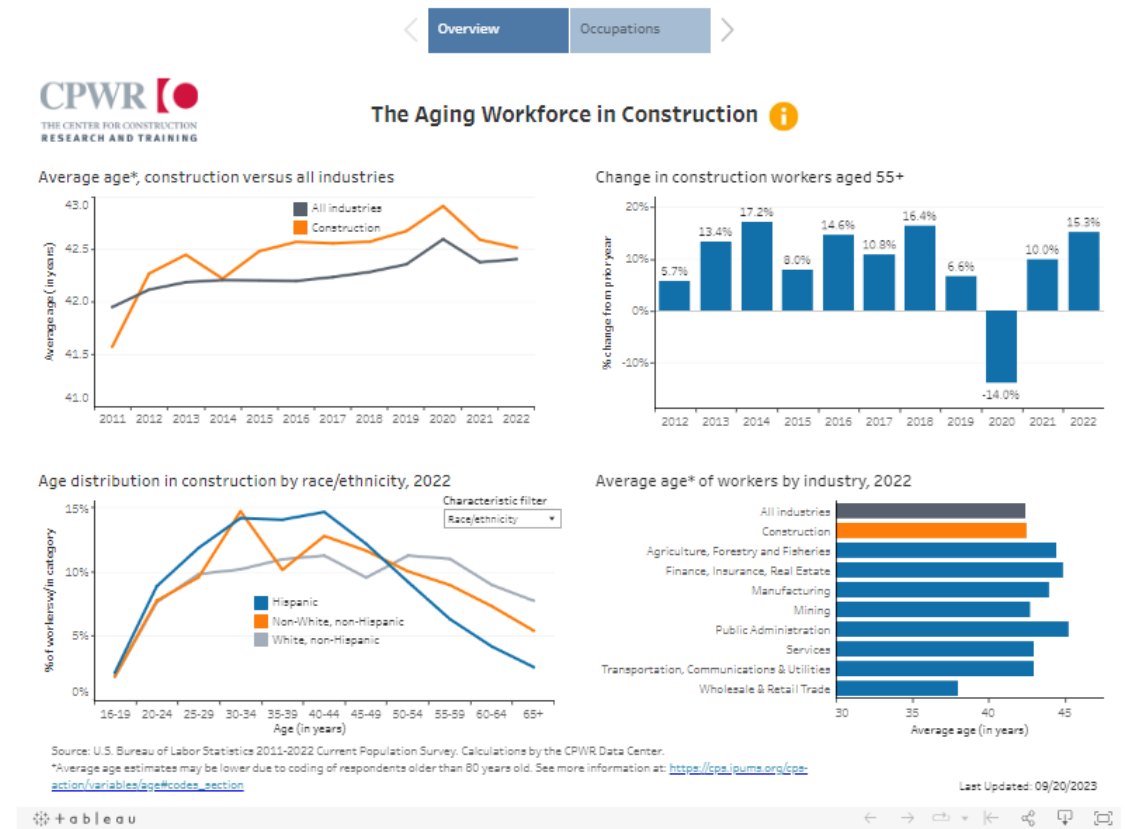 Overview
Occupations
CPWR
THE CENTER FOR CONSTRUCTION
RESEARCH AND TRAINING
The Aging Workforce in Construction
i
Average age*, construction versus all industries
43.0
42.5
42.0
41.5
41.0
Average age ( in years)
All industries
Construction
2011 2012 2013 2014 2015 2016 2017 2018 2019 2020 2021 2022
Change in construction workers aged 55+
20%
10%
0%
-10%
% change from prior year
5.7%
13.4%
17.2%
8.0%
14.6%
10.8%
16.4%
6.6%
-14.0%
10.0%
15.3%
2012 2013 2014 2015 2016 2017 2018 2019 2020 2021 2022
Age distribution in construction by race/ethnicity, 2022
Characteristic filter
Race/ethnicity
15%
10%
5%
0%
% of workers w/in category
Hispanic
Non-White, non-Hispanic
White, non-Hispanic
16-19 20-24 25-29 30-34 35-39 40-44 45-49 50-54 55-59 60-64 65+
Age (in years)
Average age* of workers by industry, 2022
All industries
Construction
Agriculture, Forestry and Fisheries
Finance, Insurance, Real Estate
Manufacturing
Mining
Public Administration
Services
Transportation, Communications & Utilities
Wholesale & Retail Trade
30 35 40 45
Average age (in years)
Source: U.S. Bureau of Labor Statistics 2011-2022 Current Population Survey. Calculations by the CPWR Data Center.
*Average age estimates may be lower due to coding of respondents older than 80 years old. See more information at: https://cps.ipums.org/cps-
action/variables/age#codes_section
Last Updated: 09/20/2023
+ a b l e a u